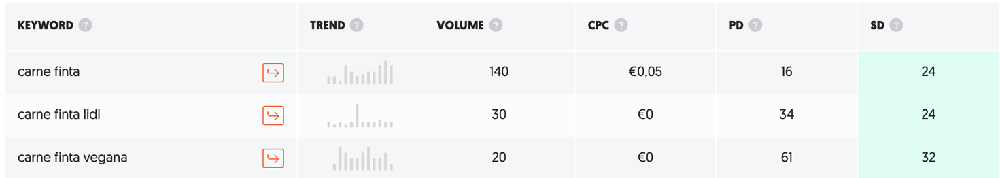 KEYWORD ? TREND ? VOLUME ? CPC ? PD ? SD ?
carne finta 140 €0,05 16 24
carne finta lidl 30 €0 34 24
carne finta vegana 20 €0 61 32